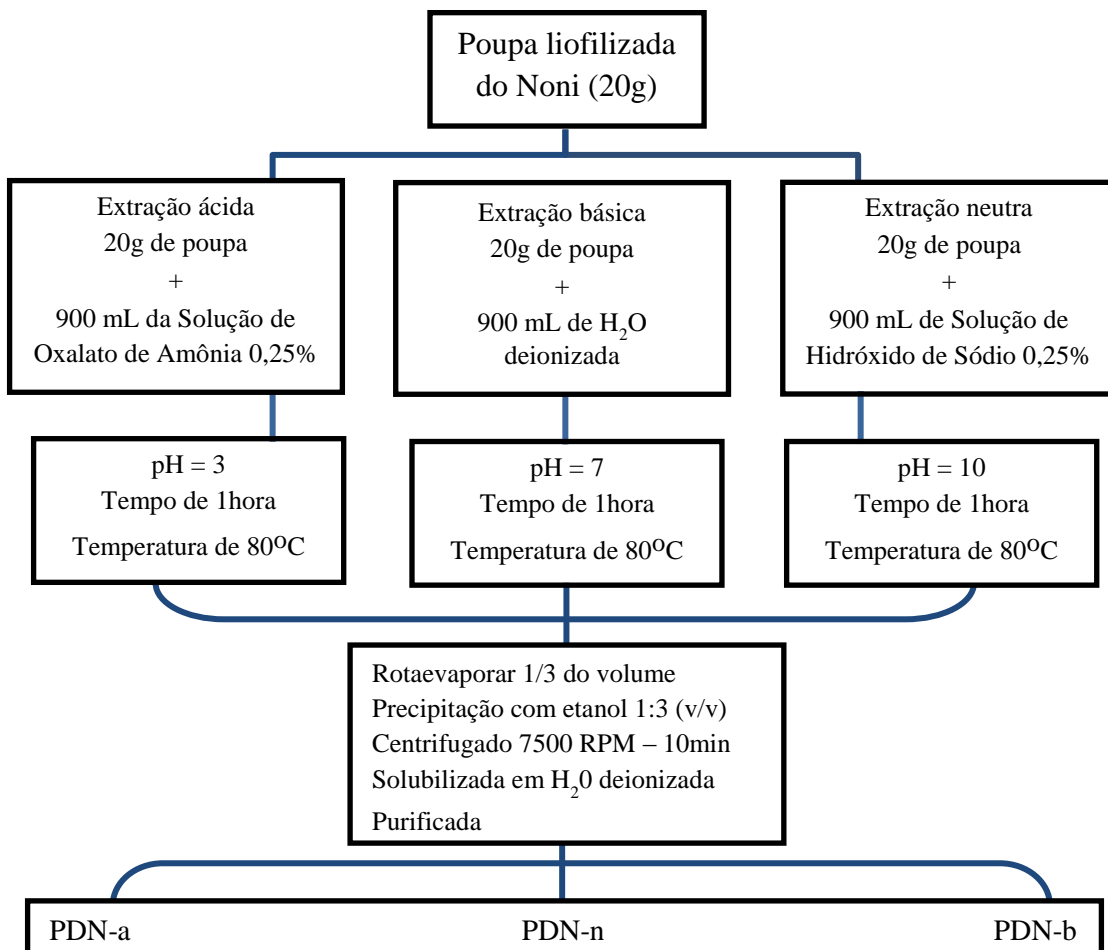 Poupa liofilizada
do Noni (20g)
Extração ácida
20g de poupa
+
900 mL da Solução de
Oxalato de Amônia 0,25%
Extração básica
20g de poupa
+
900 mL de H₂O
deionizada
Extração neutra
20g de poupa
+
900 mL de Solução de
Hidróxido de Sódio 0,25%
pH = 3
Tempo de 1hora
Temperatura de 80ºC
pH = 7
Tempo de 1hora
Temperatura de 80ºC
pH = 10
Tempo de 1hora
Temperatura de 80ºC
Rotaevaporar 1/3 do volume
Precipitação com etanol 1:3 (v/v)
Centrifugado 7500 RPM – 10min
Solubilizada em H₂0 deionizada
Purificada
PDN-a PDN-n PDN-b